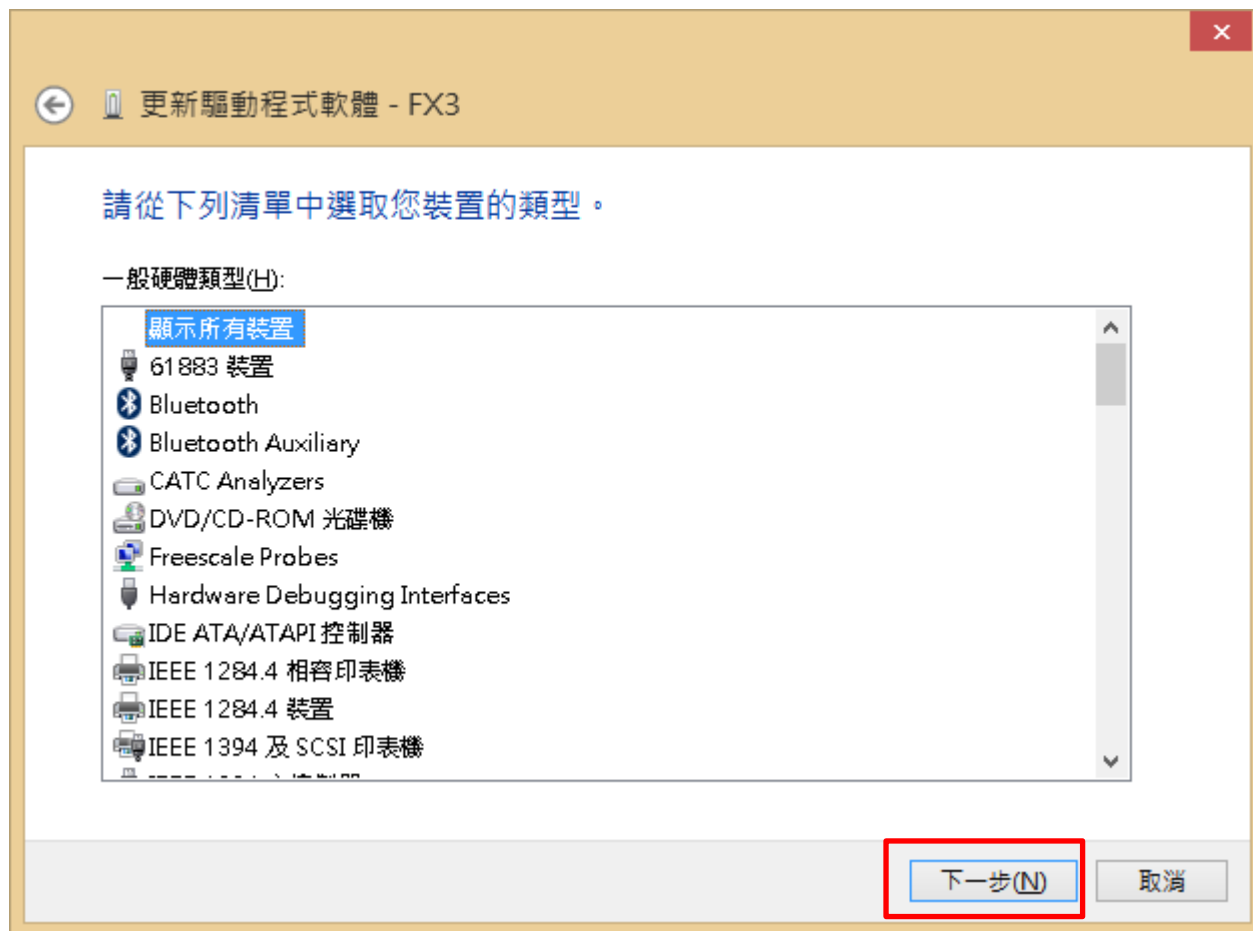 更新驅動程式軟體 - FX3
請從下列清單中選取您裝置的類型。
一般硬體類型(H):
顯示所有裝置
61883 裝置
Bluetooth
Bluetooth Auxiliary
CATC Analyzers
DVD/CD-ROM 光碟機
Freescale Probes
Hardware Debugging Interfaces
IDE ATA/ATAPI 控制器
IEEE 1284.4 相容印表機
IEEE 1284.4 裝置
IEEE 1394 及 SCSI 印表機
下一步(N)
取消